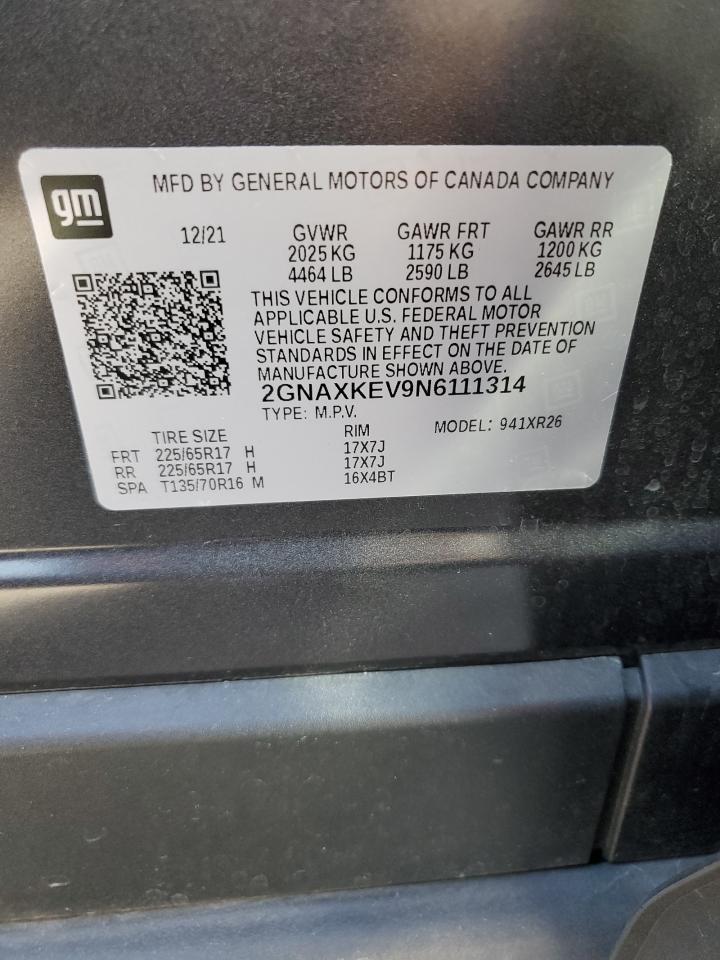 gm
MFD BY GENERAL MOTORS OF CANADA COMPANY
12/21 GVWR GAWR FRT GAWR RR
2025 KG 1175 KG 1200 KG
4464 LB 2590 LB 2645 LB
THIS VEHICLE CONFORMS TO ALL
APPLICABLE U.S. FEDERAL MOTOR
VEHICLE SAFETY AND THEFT PREVENTION
STANDARDS IN EFFECT ON THE DATE OF
MANUFACTURE SHOWN ABOVE.
2GNAXKEV9N6111314
TYPE: M.P.V.
MODEL: 941XR26
TIRE SIZE RIM
FRT 225/65R17 H 17X7J
RR 225/65R17 H 17X7J
SPA T135/70R16 M 16X4BT